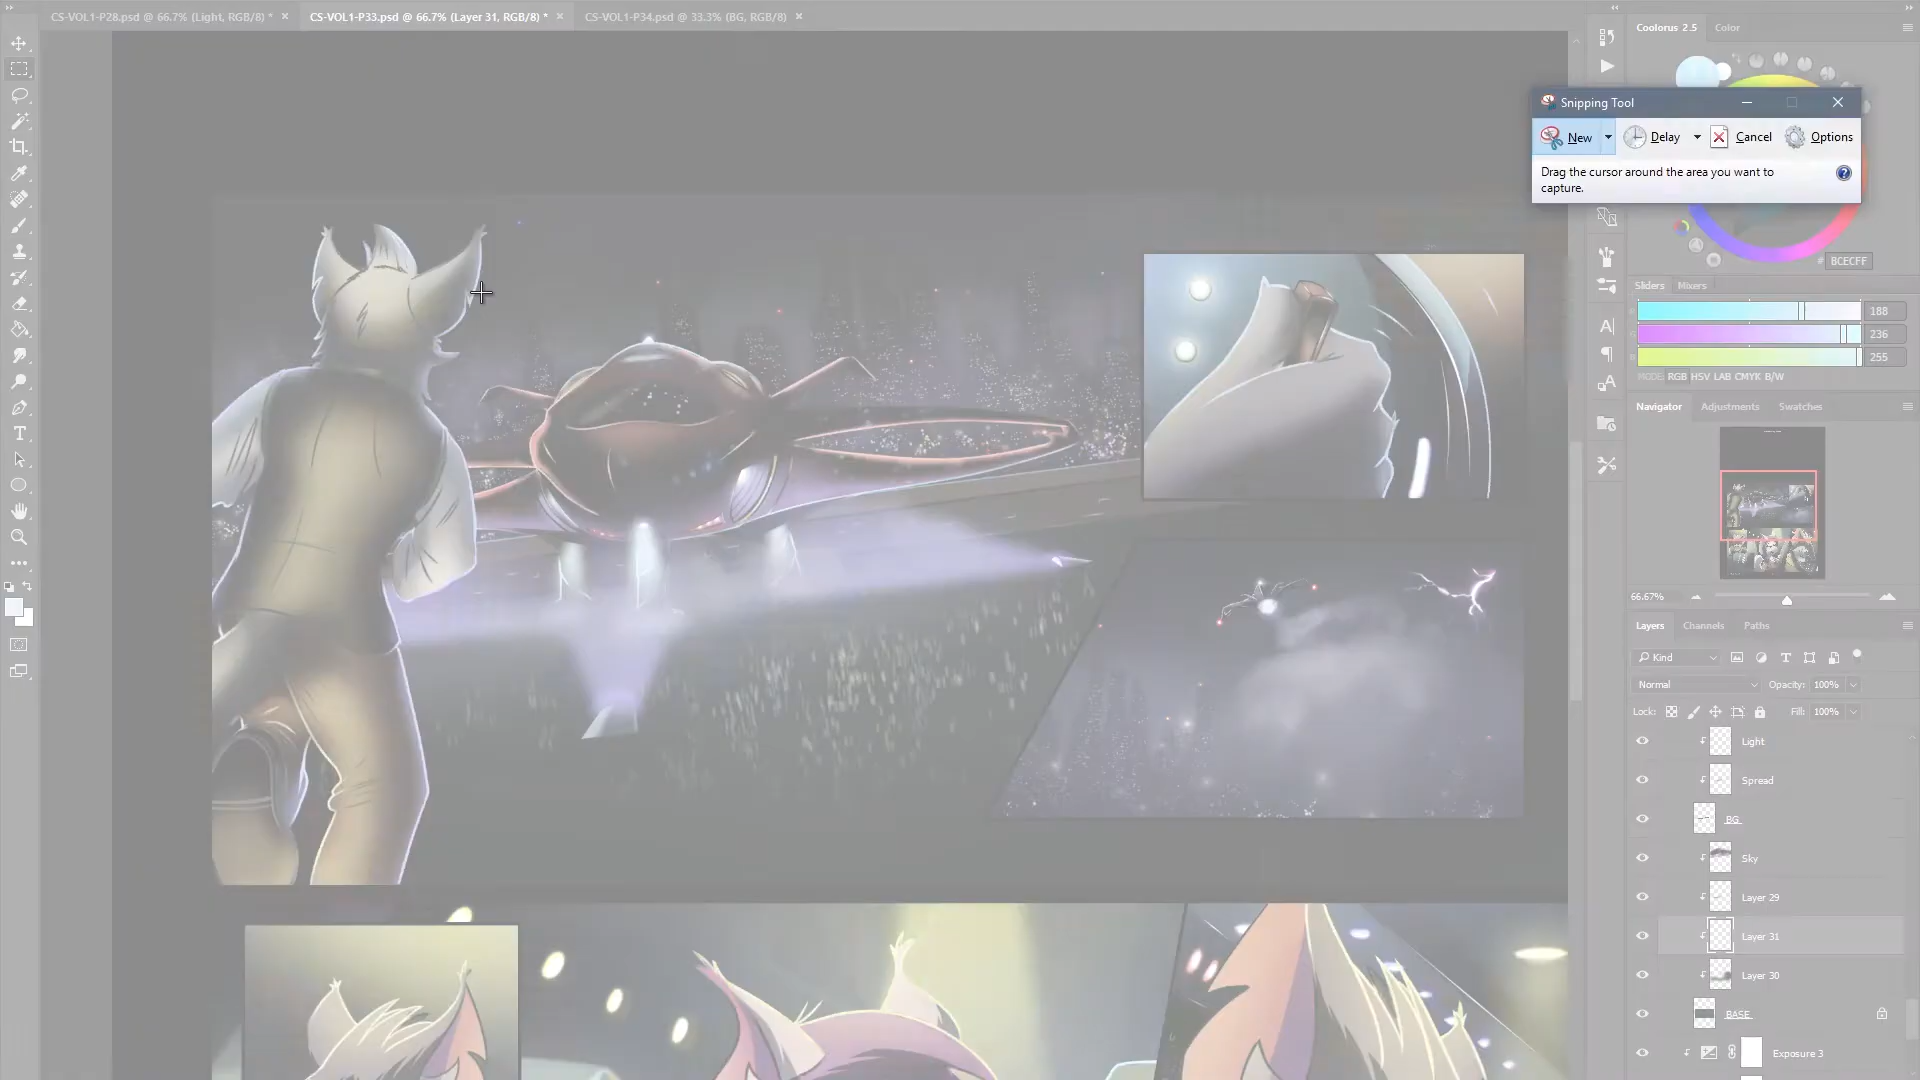 CS-VOL1-P28.psd @ 66.7% (Light, RGB/8) *
CS-VOL1-P33.psd @ 66.7% (Layer 31, RGB/8) *
CS-VOL1-P34.psd @ 33.3% (BG, RGB/8)
Coolorus 2.5
Color
Snipping Tool
New
Delay
Cancel
Options
Drag the cursor around the area you want to
capture.
# BCECFF
Sliders
Mixers
188
236
255
MODE: RGB HSV LAB CMYK B/W
Navigator
Adjustments
Swatches
66.67%
Layers
Channels
Paths
Kind
Normal
Opacity: 100%
Lock:
Fill: 100%
Light
Spread
BG
Sky
Layer 29
Layer 31
Layer 30
BASE
Exposure 3